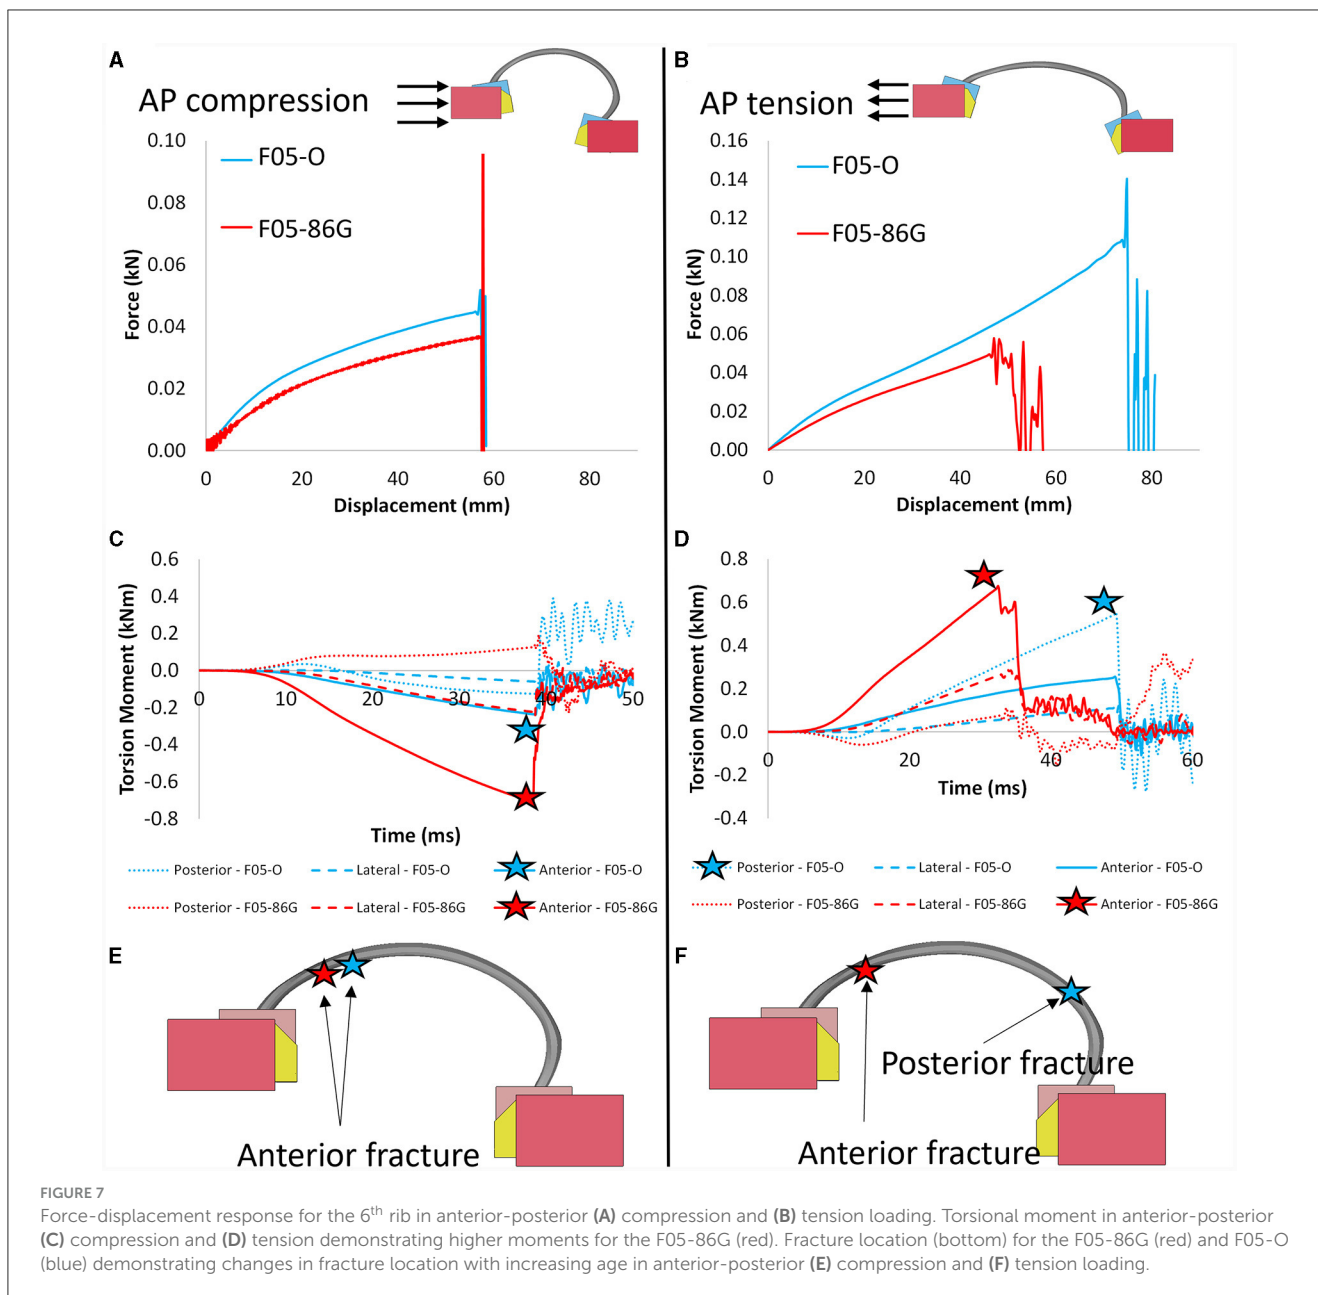 A
AP compression
F05-O
F05-86G
0.10
0.08
0.06
0.04
0.02
0.00
Force (kN)
0 20 40 60 80
Displacement (mm)
B
AP tension
F05-O
F05-86G
0.16
0.14
0.12
0.10
0.08
0.06
0.04
0.02
0.00
Force (kN)
0 20 40 60 80
Displacement (mm)
C
0.6
0.4
0.2
0.0
-0.2
-0.4
-0.6
-0.8
Torsion Moment (kNm)
0 10 20 30 40 50
Time (ms)
Posterior - F05-O Lateral - F05-O Anterior - F05-O
Posterior - F05-86G Lateral - F05-86G Anterior - F05-86G
D
0.8
0.6
0.4
0.2
0.0
-0.2
-0.4
Torsion Moment (kNm)
0 20 40 60
Time (ms)
Posterior - F05-O Lateral - F05-O Anterior - F05-O
Posterior - F05-86G Lateral - F05-86G Anterior - F05-86G
E
Anterior fracture
F
Posterior fracture
Anterior fracture
FIGURE 7
Force-displacement response for the 6th rib in anterior-posterior (A) compression and (B) tension loading. Torsional moment in anterior-posterior
(C) compression and (D) tension demonstrating higher moments for the F05-86G (red). Fracture location (bottom) for the F05-86G (red) and F05-O
(blue) demonstrating changes in fracture location with increasing age in anterior-posterior (E) compression and (F) tension loading.